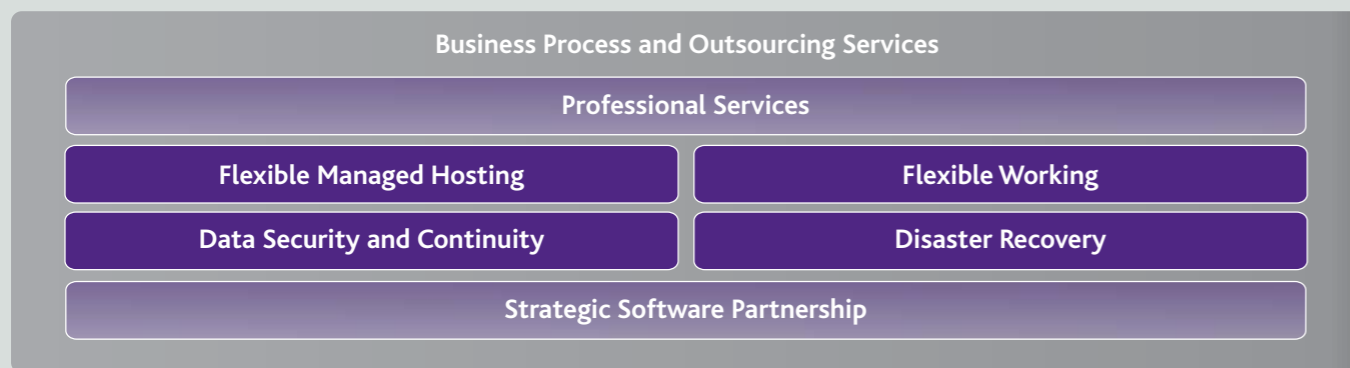 Business Process and Outsourcing Services
Professional Services
Flexible Managed Hosting
Flexible Working
Data Security and Continuity
Disaster Recovery
Strategic Software Partnership